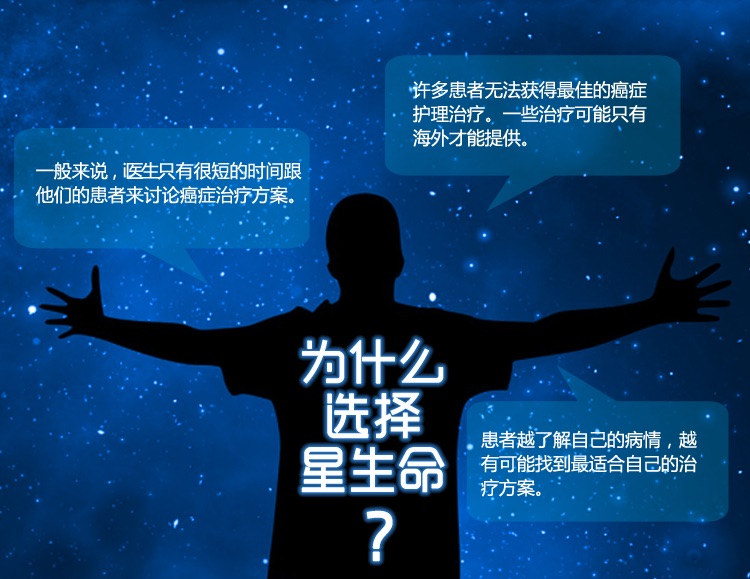 许多患者无法获得最佳的癌症
护理治疗。一些治疗可能只有
海外才能提供。
一般来说，医生只有很短的时间跟
他们的患者来讨论癌症治疗方案。
为什么
选择
星生命
？
患者越了解自己的病情，越
有可能找到最适合自己的治
疗方案。